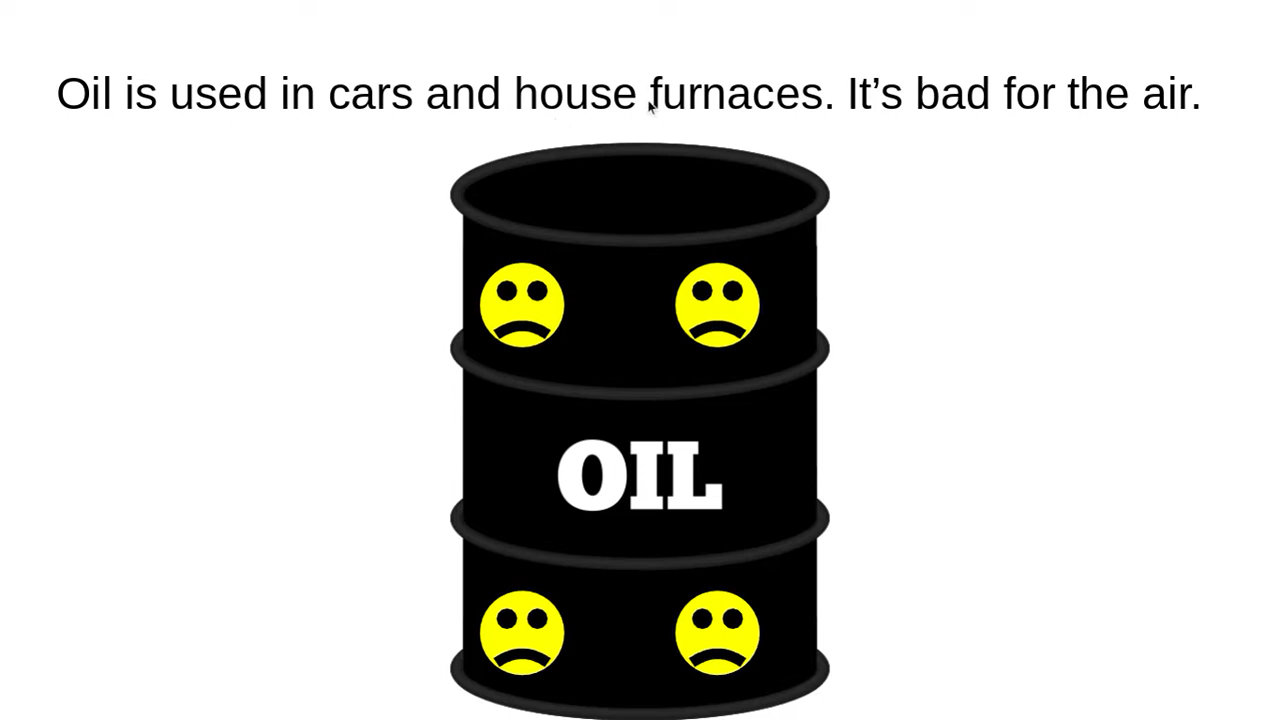 Oil is used in cars and house furnaces. It’s bad for the air.
OIL